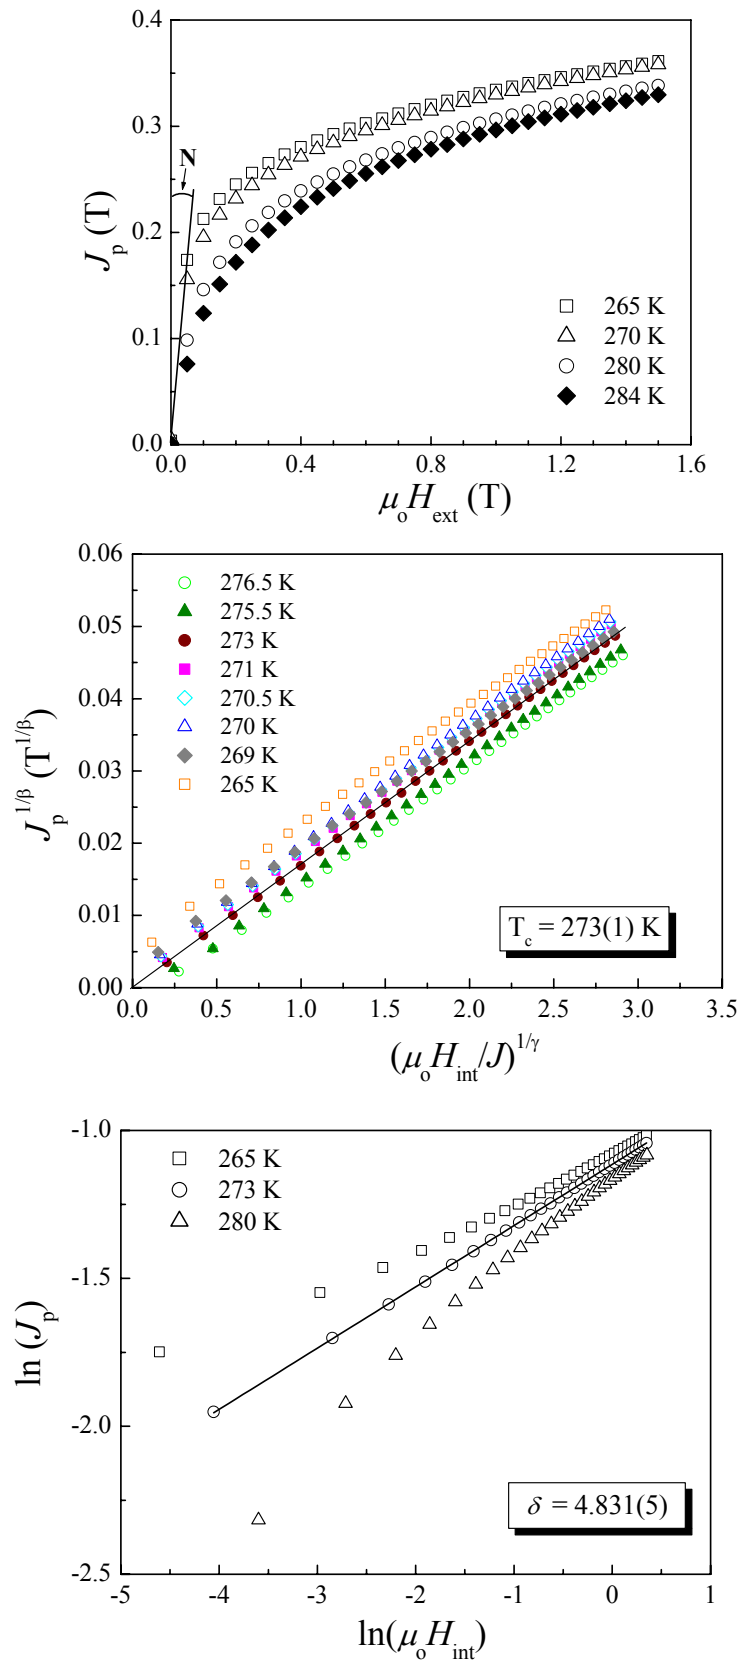 0.4
0.3
0.2
0.1
0.0
J_p (T)
N
265 K
270 K
280 K
284 K
0.0 0.4 0.8 1.2 1.6
μ_o H_ext (T)
0.06
0.05
0.04
0.03
0.02
0.01
0.00
J_p^{1/β} (T^{1/β})
276.5 K
275.5 K
273 K
271 K
270.5 K
270 K
269 K
265 K
T_c = 273(1) K
0.0 0.5 1.0 1.5 2.0 2.5 3.0 3.5
(μ_o H_int/J)^{1/γ}
-1.0
-1.5
-2.0
-2.5
ln (J_p)
265 K
273 K
280 K
δ = 4.831(5)
-5 -4 -3 -2 -1 0 1
ln(μ_o H_int)